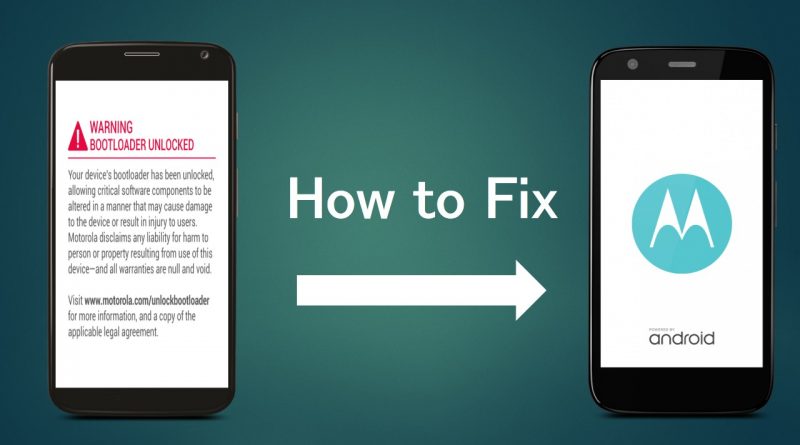 WARNING
BOOTLOADER UNLOCKED
Your device's bootloader has been unlocked,
allowing critical software components to be
altered in a manner that may cause damage
to the device or result in injury to users.
Motorola disclaims any liability for harm to
person or property resulting from use of this
device—and all warranties are null and void.
Visit www.motorola.com/unlockbootloader
for more information, and a copy of the
applicable legal agreement.
How to Fix
POWERED BY
android